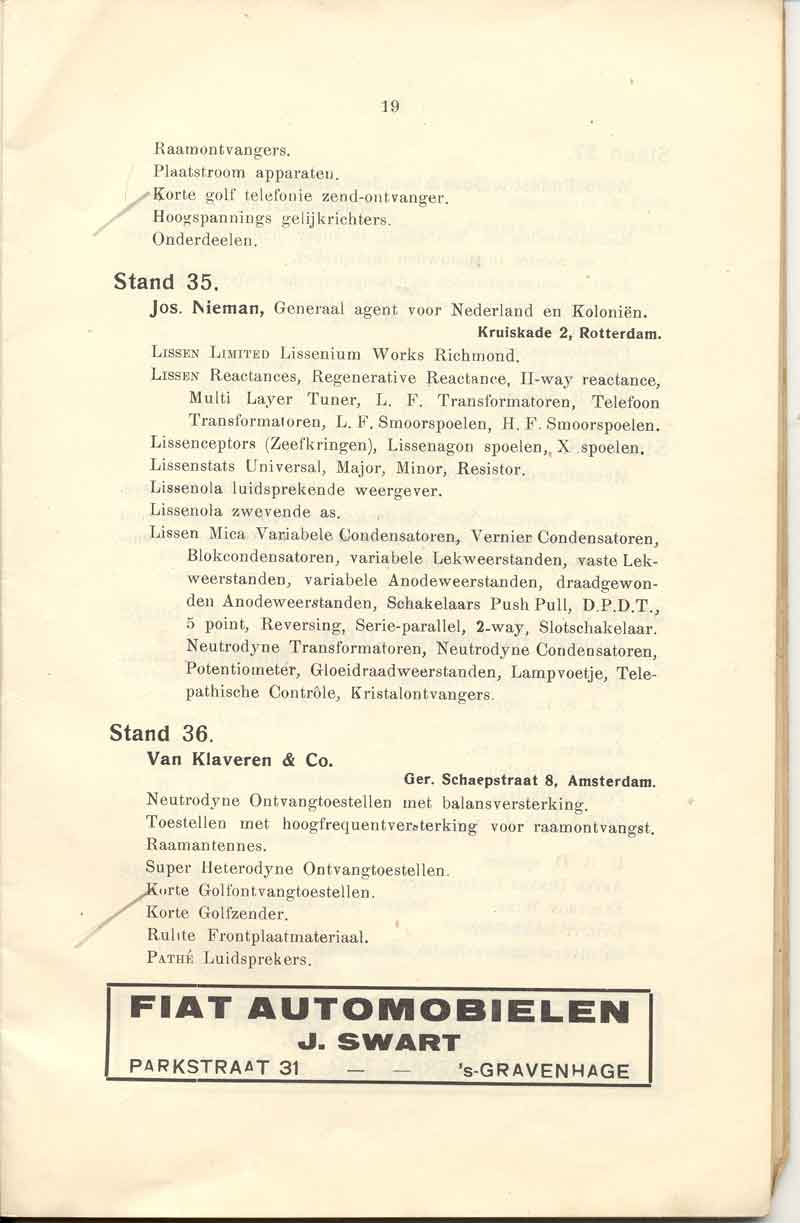 19
Raamontvangers.
Plaatstroom apparaten.
Korte golf telefonie zend-ontvanger.
Hoogspannings gelijkrichters.
Onderdeelen.
Stand 35.
Jos. Nieman, Generaal agent voor Nederland en Koloniën.
Kruiskade 2, Rotterdam.
LISSEN LIMITED Lissenium Works Richmond.
LISSEN Reactances, Regenerative Reactance, II-way reactance,
Multi Layer Tuner, L. F. Transformatoren, Telefoon
Transformatoren, L. F. Smoorspoelen, H. F. Smoorspoelen.
Lissenceptors (Zeefkringen), Lissenagon spoelen, X spoelen.
Lissenstats Universal, Major, Minor, Resistor.
Lissenola luidsprekende weergever.
Lissenola zwevende as.
Lissen Mica Variabele Condensatoren, Vernier Condensatoren,
Blokcondensatoren, variabele Lekweerstanden, vaste Lek-
weerstanden, variabele Anodeweerstanden, draadgewon-
den Anodeweerstanden, Schakelaars Push Pull, D.P.D.T.,
5 point, Reversing, Serie-parallel, 2-way, Slotschakelaar.
Neutrodyne Transformatoren, Neutrodyne Condensatoren,
Potentiometer, Gloeidraadweerstanden, Lampvoetje, Tele-
pathische Contrôle, Kristalontvangers.
Stand 36.
Van Klaveren & Co.
Ger. Schaepstraat 8, Amsterdam.
Neutrodyne Ontvangtoestellen met balansversterking.
Toestellen met hoogfrequentversterking voor raamontvangst.
Raamantennes.
Super Heterodyne Ontvangtoestellen.
Korte Golfontvangtoestellen.
Korte Golfzender.
Ruhte Frontplaatmateriaal.
PATHÉ Luidsprekers.
FIAT AUTOMOBIELEN
J. SWART
PARKSTRAAT 31 — — 's-GRAVENHAGE